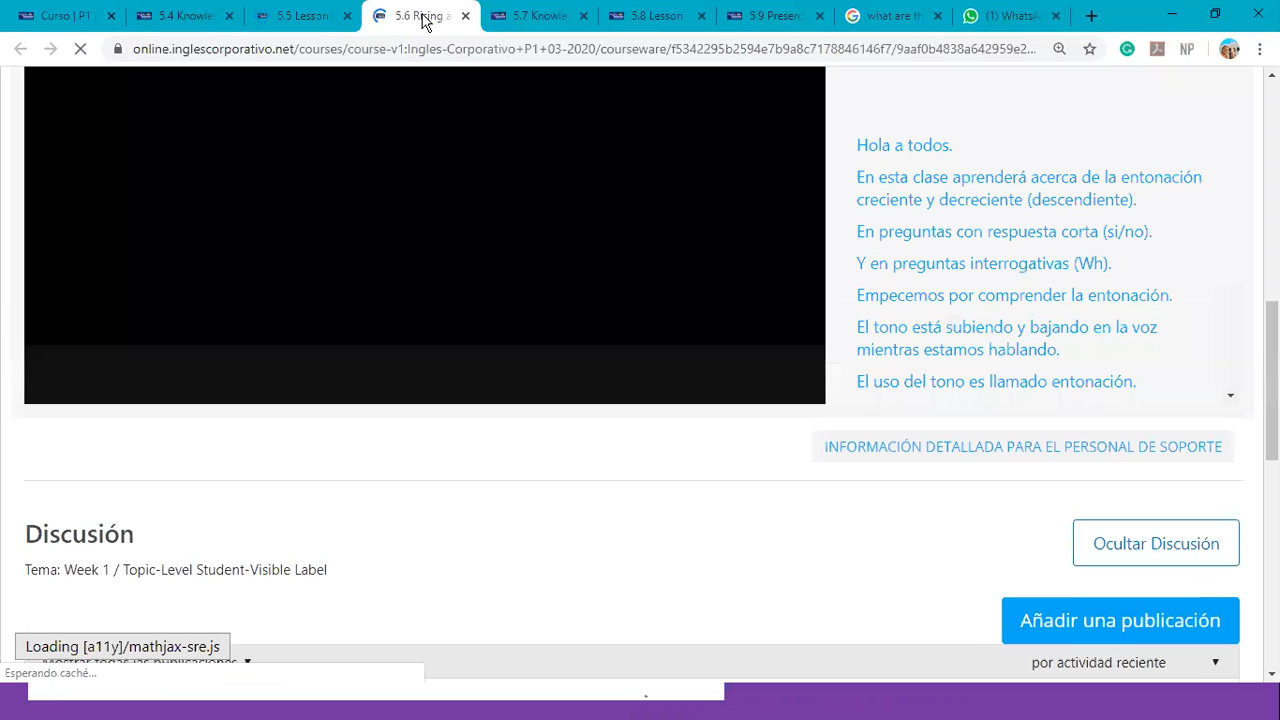 Curso | P1
5.4 Knowle
5.5 Lesson
5.6 Rising a
5.7 Knowle
5.8 Lesson
5.9 Presen
what are th
(1) WhatsA
online.inglescorporativo.net/courses/course-v1:Ingles-Corporativo+P1+03-2020/courseware/f5342295b2594e7b9a8c7178846146f7/9aaf0b4838a642959e2...
NP
Hola a todos.
En esta clase aprenderá acerca de la entonación
creciente y decreciente (descendiente).
En preguntas con respuesta corta (si/no).
Y en preguntas interrogativas (Wh).
Empecemos por comprender la entonación.
El tono está subiendo y bajando en la voz
mientras estamos hablando.
El uso del tono es llamado entonación.
INFORMACIÓN DETALLADA PARA EL PERSONAL DE SOPORTE
Discusión
Ocultar Discusión
Tema: Week 1 / Topic-Level Student-Visible Label
Añadir una publicación
Loading [a11y]/mathjax-sre.js
Mostrar todas las publicaciones
por actividad reciente
Esperando caché...